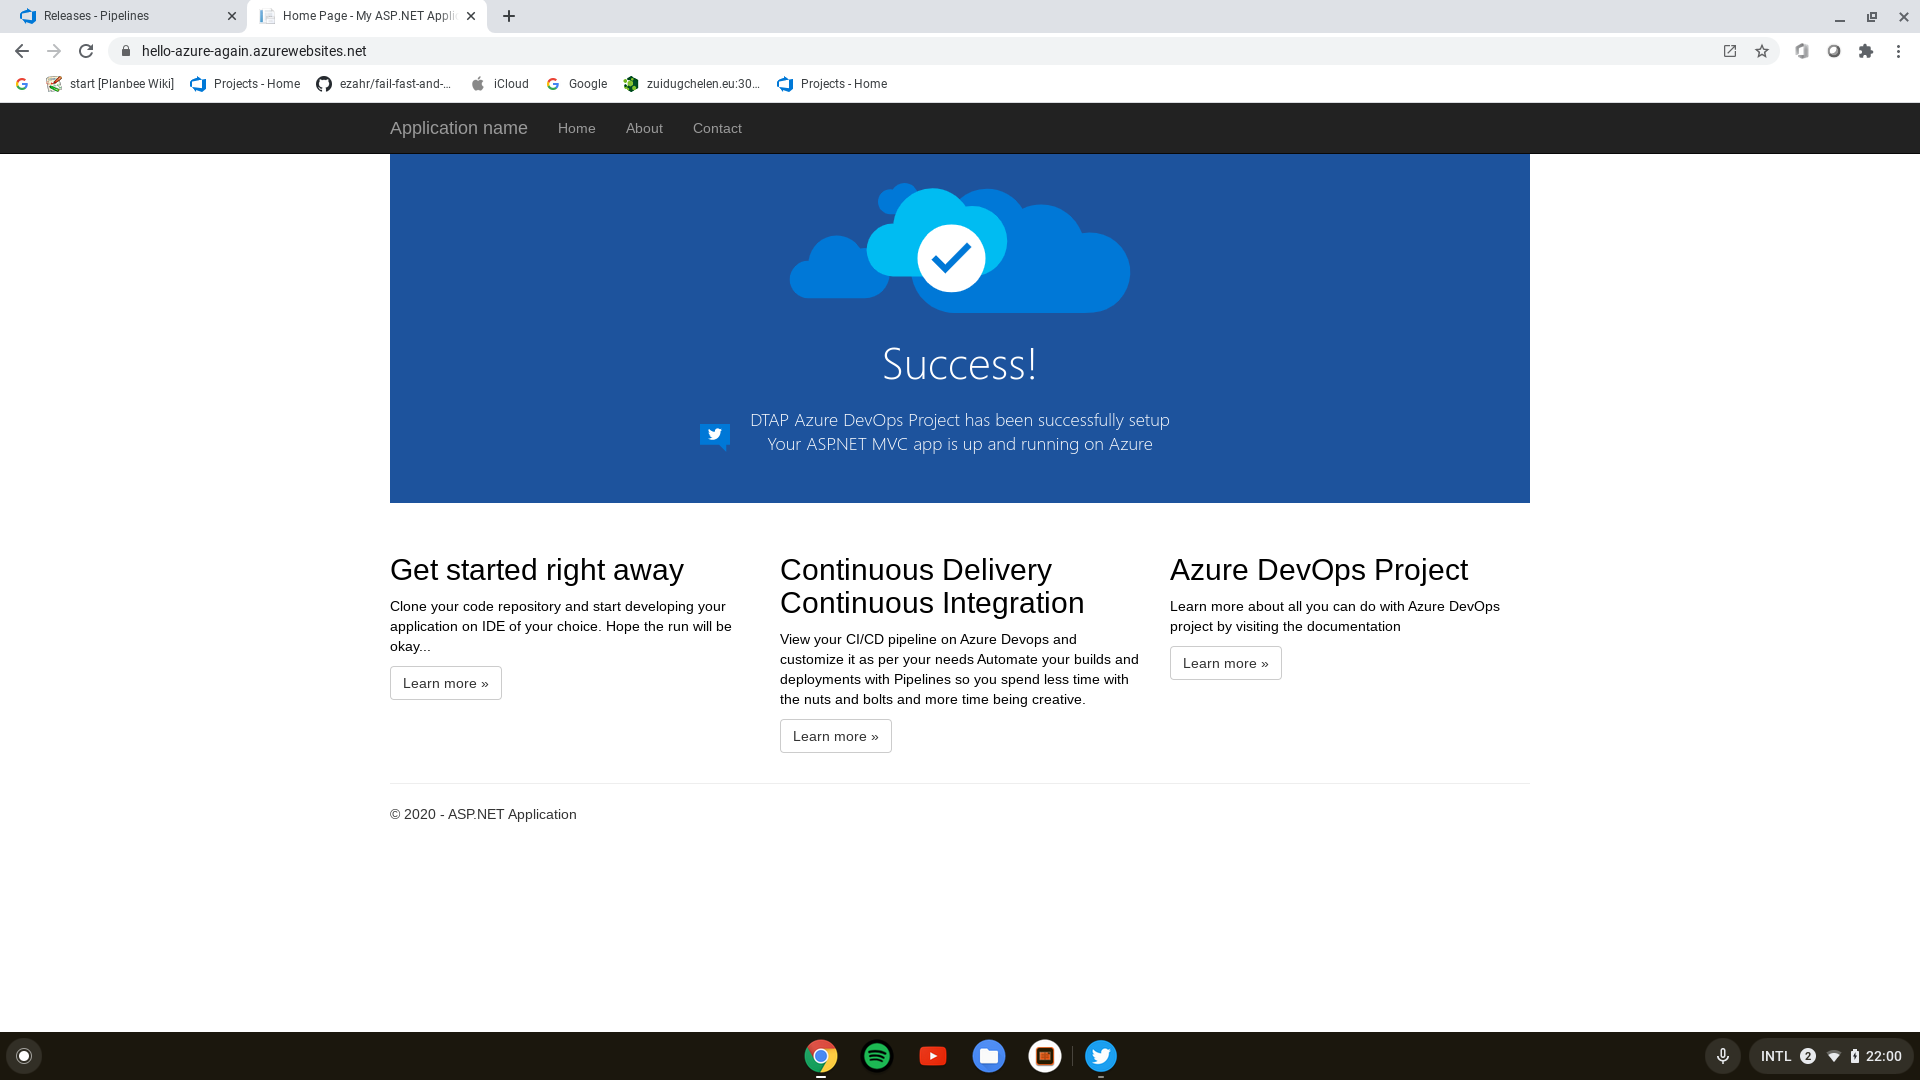 Releases - Pipelines
Home Page - My ASP.NET Appli
hello-azure-again.azurewebsites.net
start [Planbee Wiki]
Projects - Home
ezahr/fail-fast-and-...
iCloud
Google
zuidugchelen.eu:30...
Projects - Home
Application name
Home
About
Contact
Success!
DTAP Azure DevOps Project has been successfully setup
Your ASP.NET MVC app is up and running on Azure
Get started right away
Clone your code repository and start developing your
application on IDE of your choice. Hope the run will be
okay...
Learn more »
Continuous Delivery
Continuous Integration
View your CI/CD pipeline on Azure Devops and
customize it as per your needs Automate your builds and
deployments with Pipelines so you spend less time with
the nuts and bolts and more time being creative.
Learn more »
Azure DevOps Project
Learn more about all you can do with Azure DevOps
project by visiting the documentation
Learn more »
© 2020 - ASP.NET Application
INTL
2
22:00